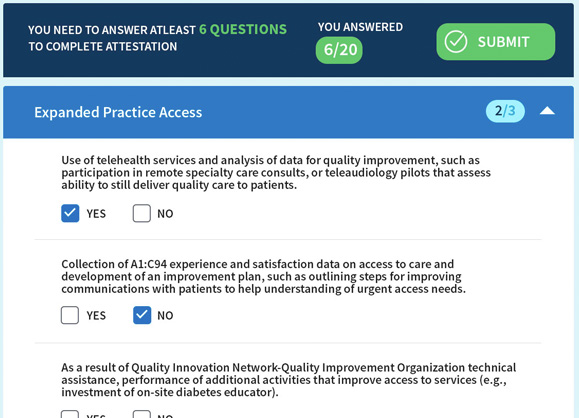 YOU NEED TO ANSWER ATLEAST 6 QUESTIONS
TO COMPLETE ATTESTATION
YOU ANSWERED
6/20
SUBMIT
Expanded Practice Access
2/3
Use of telehealth services and analysis of data for quality improvement, such as
participation in remote specialty care consults, or teleaudiology pilots that assess
ability to still deliver quality care to patients.
YES NO
Collection of A1:C94 experience and satisfaction data on access to care and
development of an improvement plan, such as outlining steps for improving
communications with patients to help understanding of urgent access needs.
YES NO
As a result of Quality Innovation Network-Quality Improvement Organization technical
assistance, performance of additional activities that improve access to services (e.g.,
investment of on-site diabetes educator).
YES NO